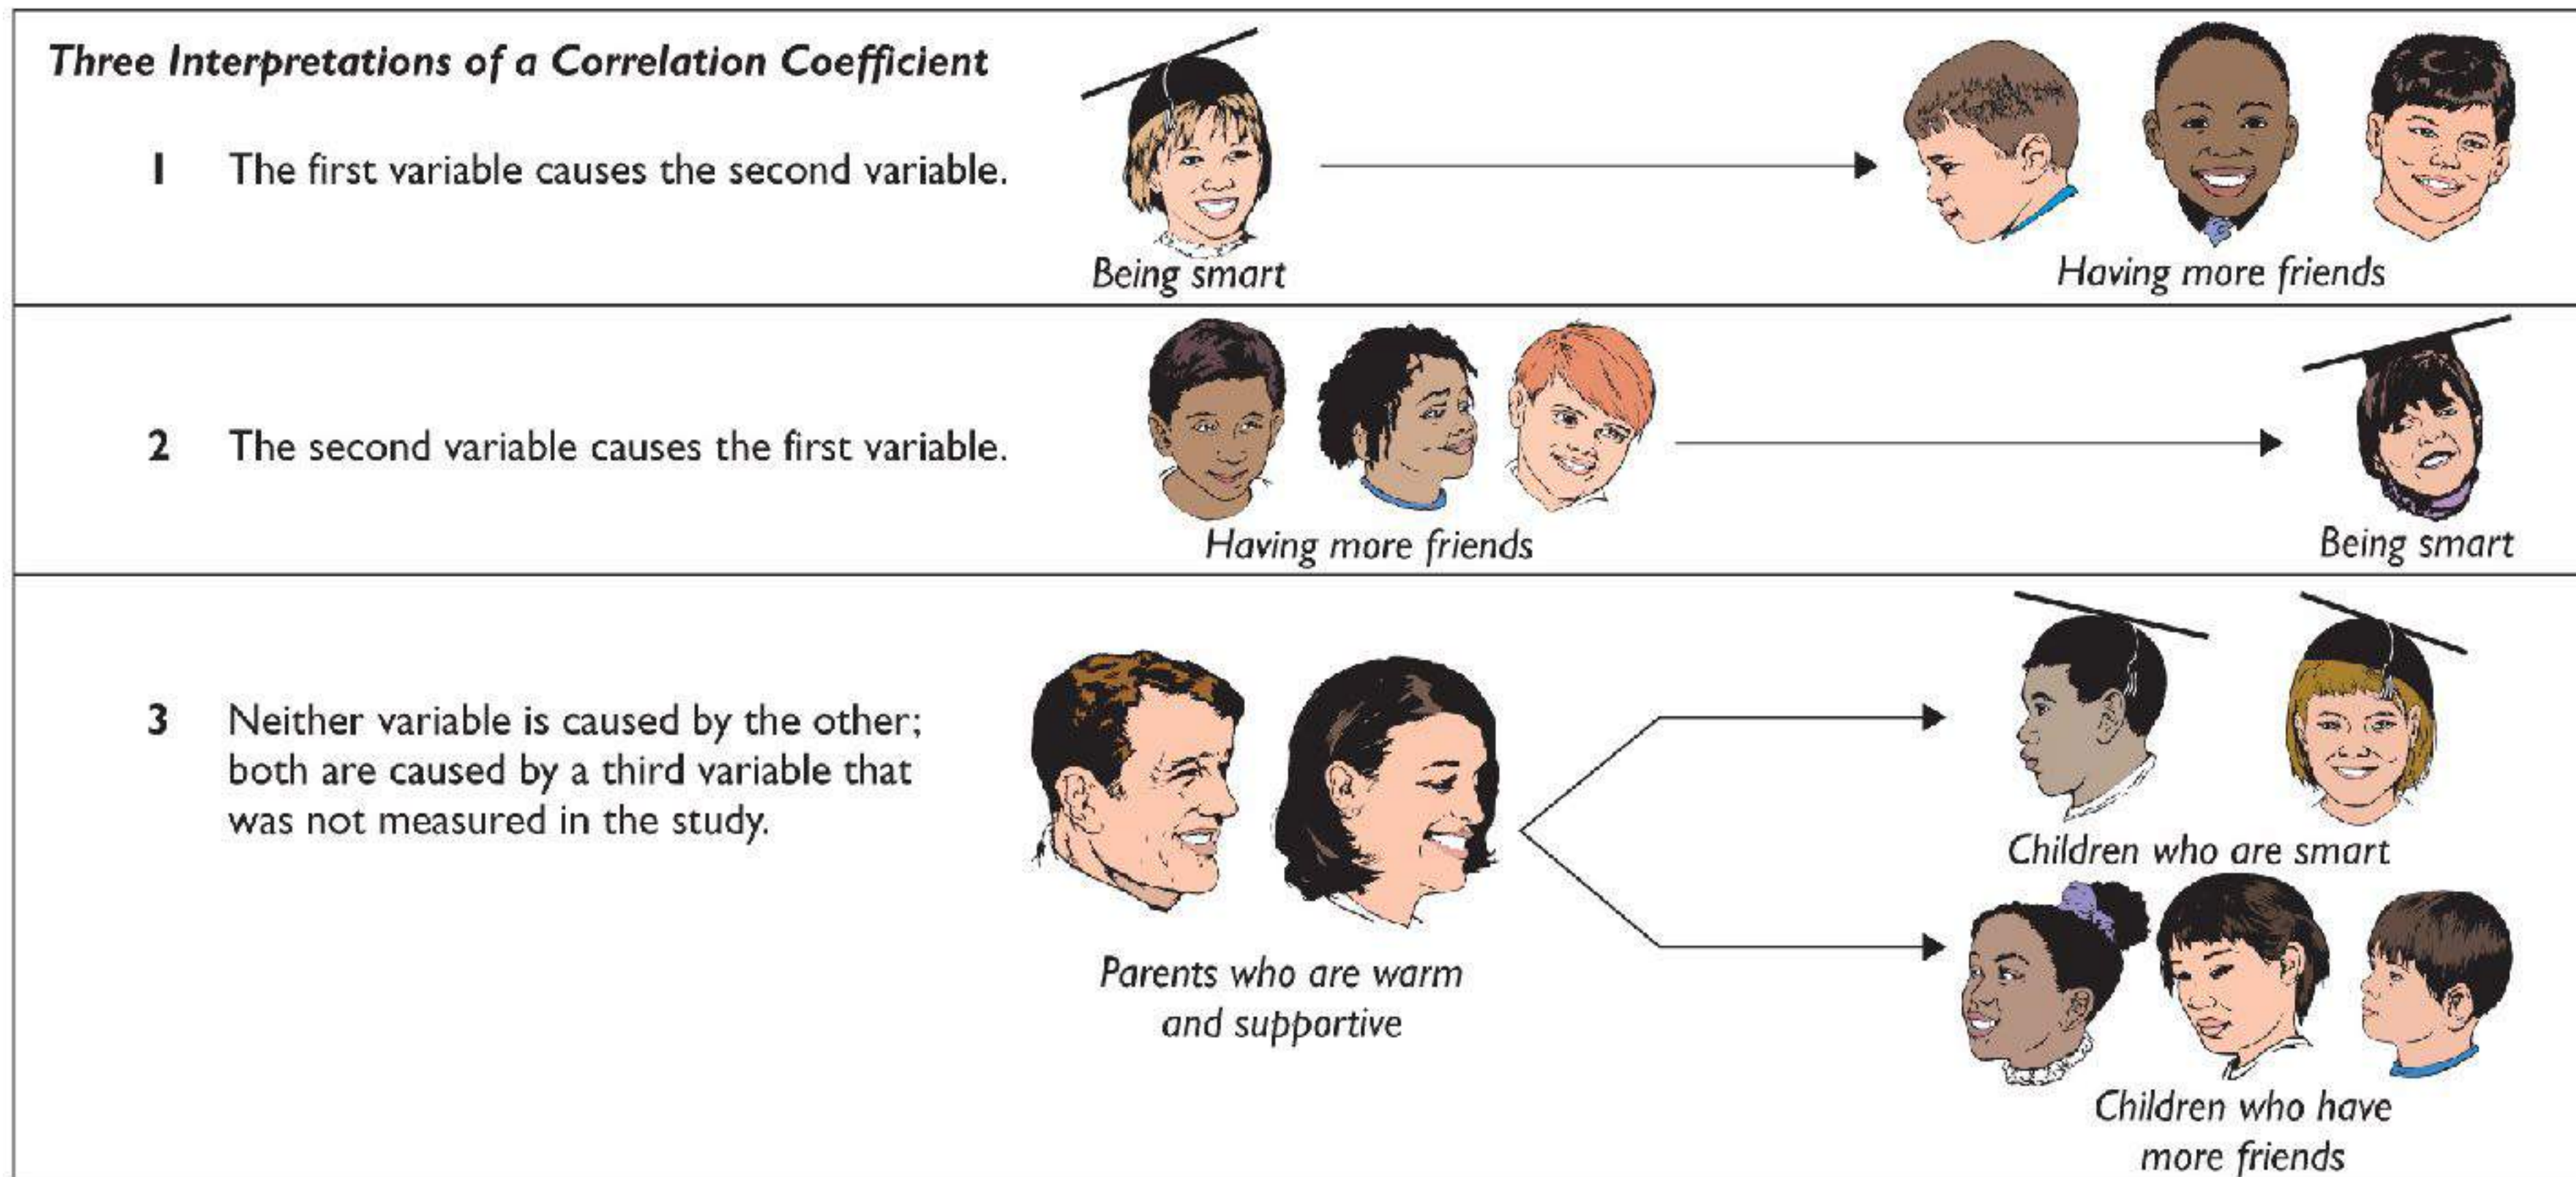 Three Interpretations of a Correlation Coefficient
1 The first variable causes the second variable.
Being smart
Having more friends
2 The second variable causes the first variable.
Having more friends
Being smart
3 Neither variable is caused by the other;
both are caused by a third variable that
was not measured in the study.
Parents who are warm
and supportive
Children who are smart
Children who have
more friends